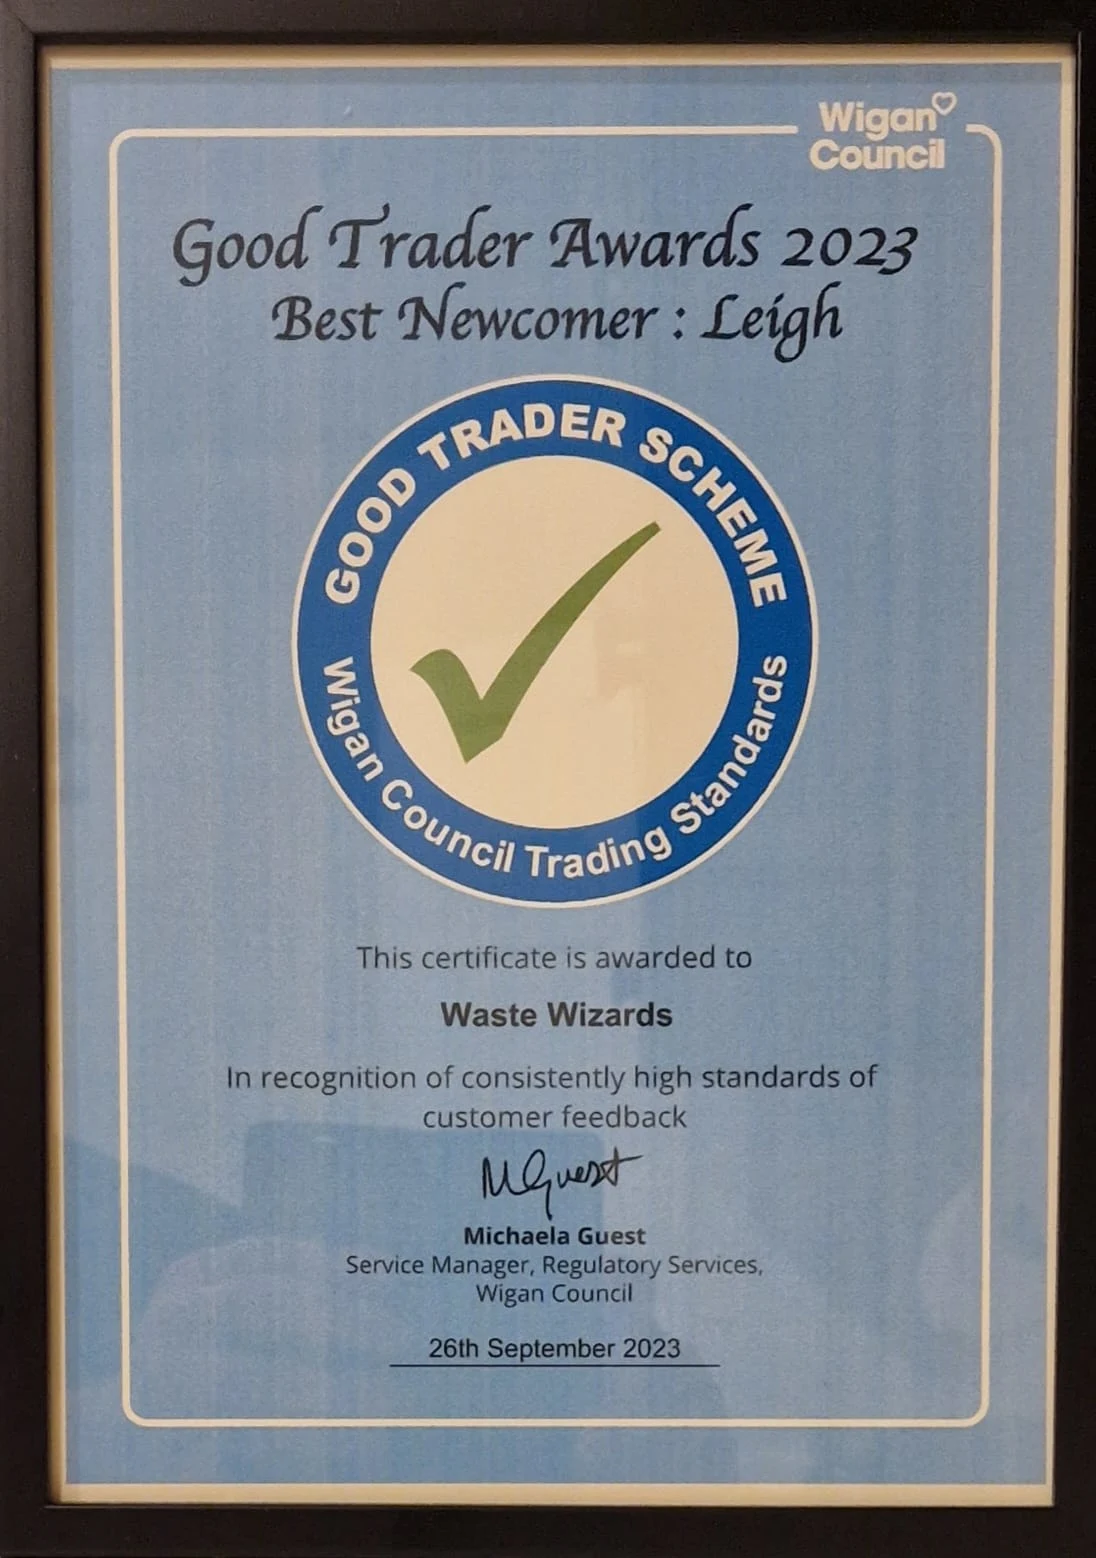 Wigan
Council
Good Trader Awards 2023
Best Newcomer : Leigh
GOOD TRADER SCHEME
Wigan Council Trading Standards
This certificate is awarded to
Waste Wizards
In recognition of consistently high standards of
customer feedback
MGuest
Michaela Guest
Service Manager, Regulatory Services,
Wigan Council
26th September 2023